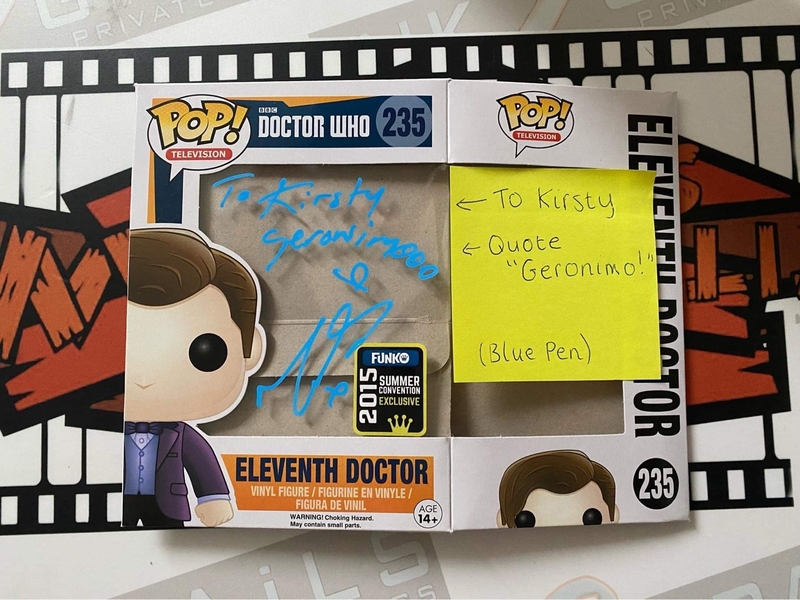 POP!
TELEVISION
BBC
DOCTOR WHO
235
To Kirsty
Geronimooo
FUNKO
2015
SUMMER
CONVENTION
EXCLUSIVE
ELEVENTH DOCTOR
VINYL FIGURE / FIGURINE EN VINYLE /
FIGURA DE VINIL
WARNING! Choking Hazard.
May contain small parts.
AGE
14+
POP!
TELEVISION
← To Kirsty
← Quote
"Geronimo!"
(Blue Pen)
ELEVENTH DOCTOR
235
PRIVATE
PRIVATE